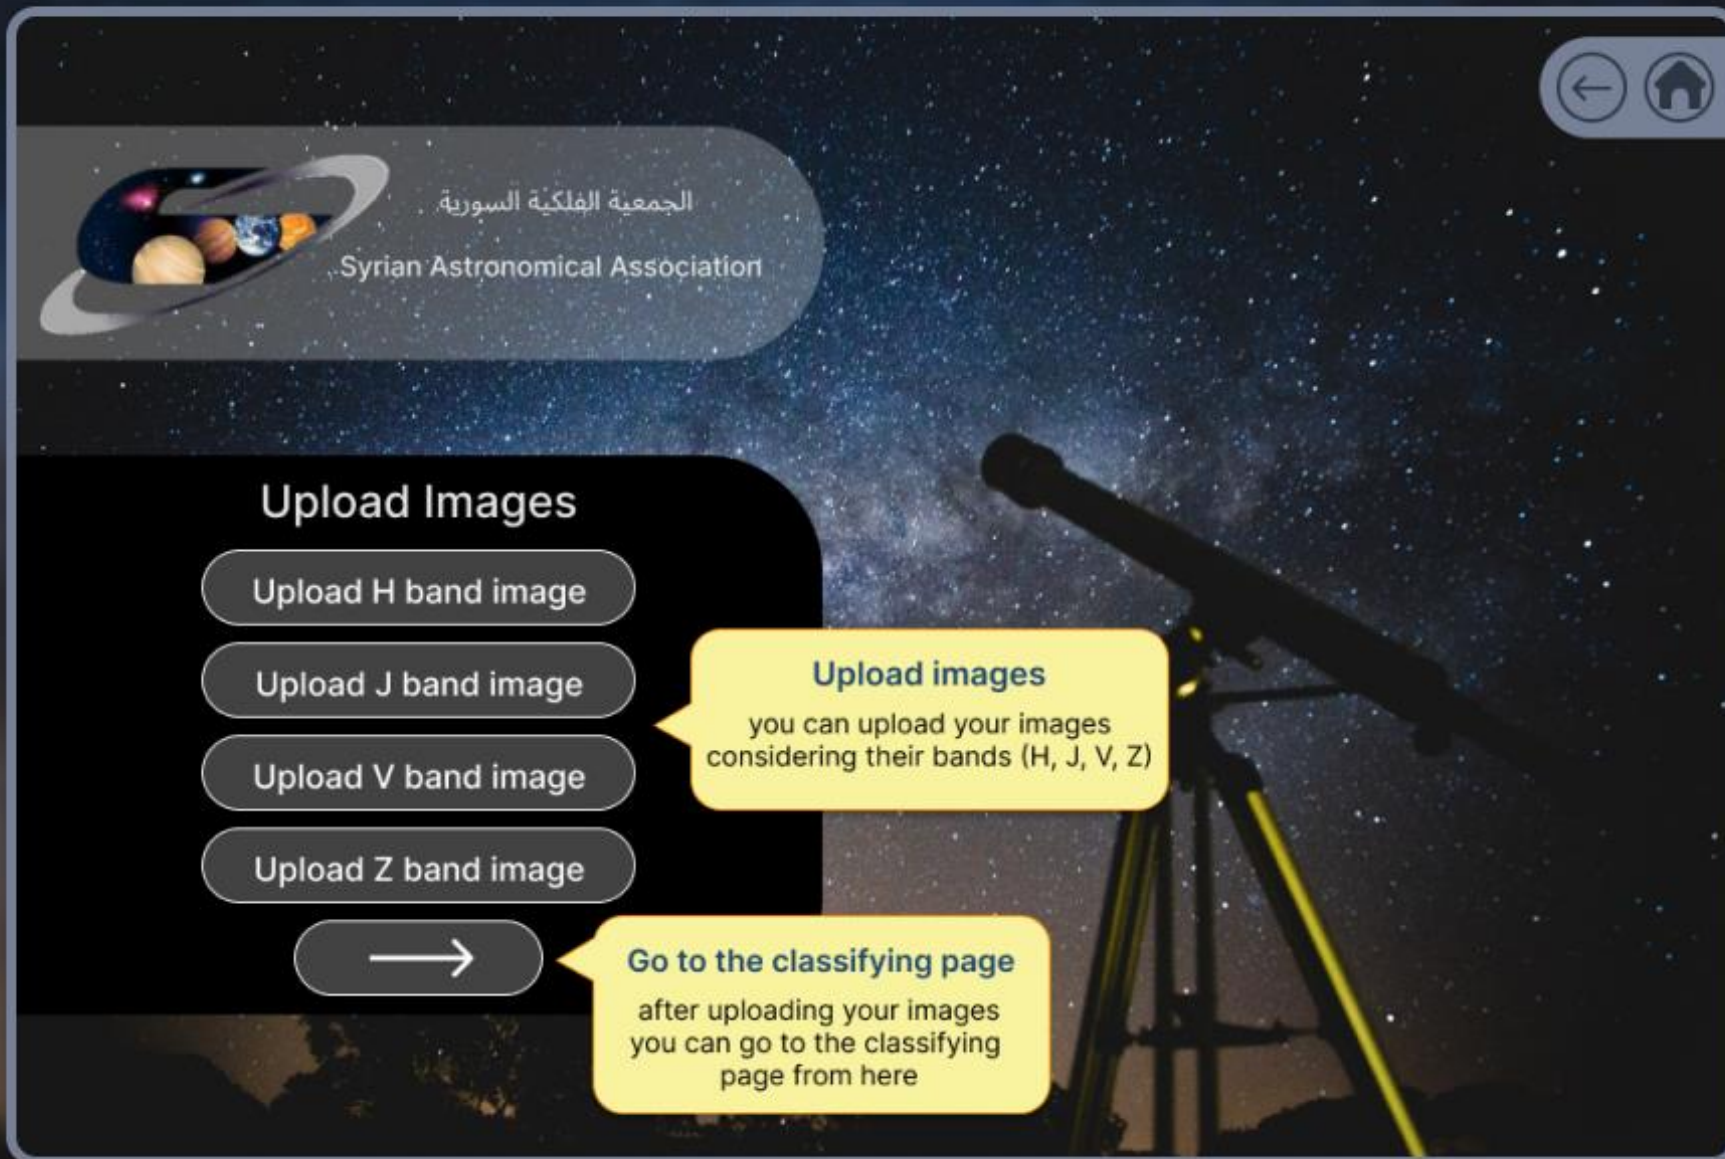 الجمعية الفلكية السورية
Syrian Astronomical Association
Upload Images
Upload H band image
Upload J band image
Upload V band image
Upload Z band image
Upload images
you can upload your images
considering their bands (H, J, V, Z)
Go to the classifying page
after uploading your images
you can go to the classifying
page from here